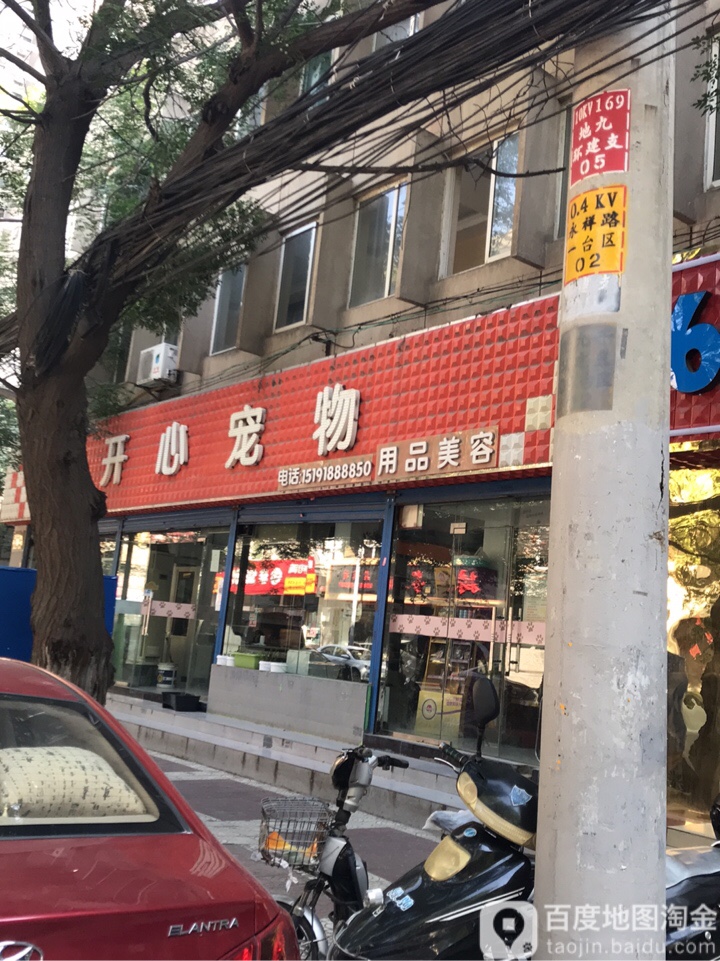 10KV169
地九
环建支
05
0.4KV
永祥路
一台区
02
6
开心宠物
电话:15191888850
用品美容
ELANTRA
百度地图淘金
taojin.baidu.com